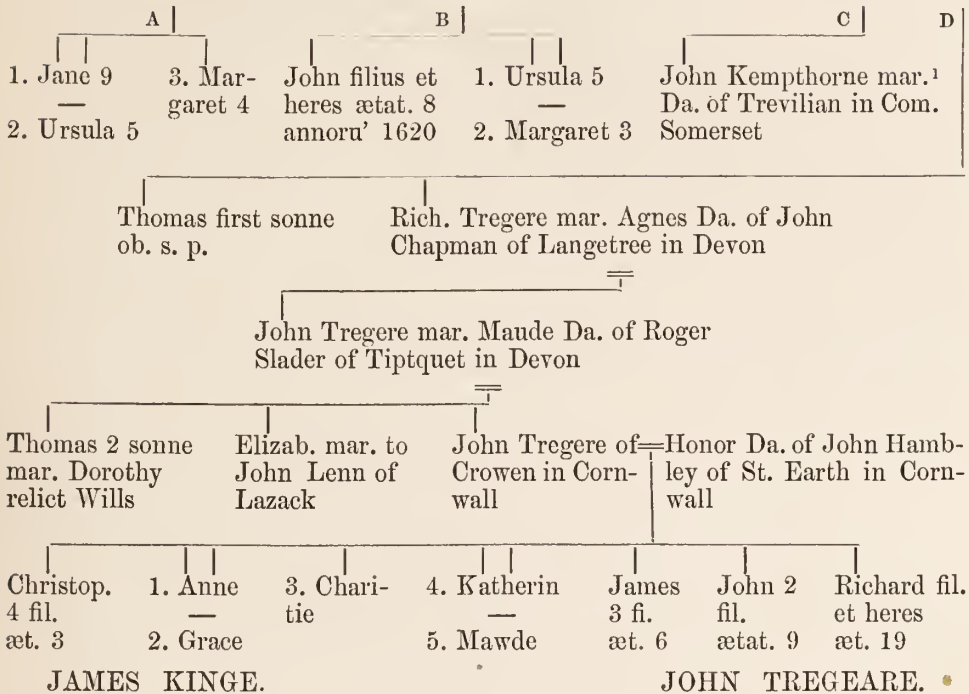 A B C D
1. Jane 9 3. Mar- John filius et 1. Ursula 5 John Kempthorne mar.¹
— garet 4 heres ætat. 8 — Da. of Trevilian in Com.
2. Ursula 5 annoru' 1620 2. Margaret 3 Somerset
Thomas first sonne Rich. Tregere mar. Agnes Da. of John
ob. s. p. Chapman of Langetree in Devon
John Tregere mar. Maude Da. of Roger
Slader of Tiptquet in Devon
Thomas 2 sonne Elizab. mar. to John Tregere of Honor Da. of John Hamb-
mar. Dorothy John Lenn of Crowen in Corn- ley of St. Earth in Corn-
relict Wills Lazack wall wall
Christop. 1. Anne 3. Chari- 4. Katherin James John 2 Richard fil.
4 fil. — tie — 3 fi. fil. et heres
æt. 3 2. Grace 5. Mawde æt. 6 ætat. 9 æt. 19
JAMES KINGE. JOHN TREGEARE.